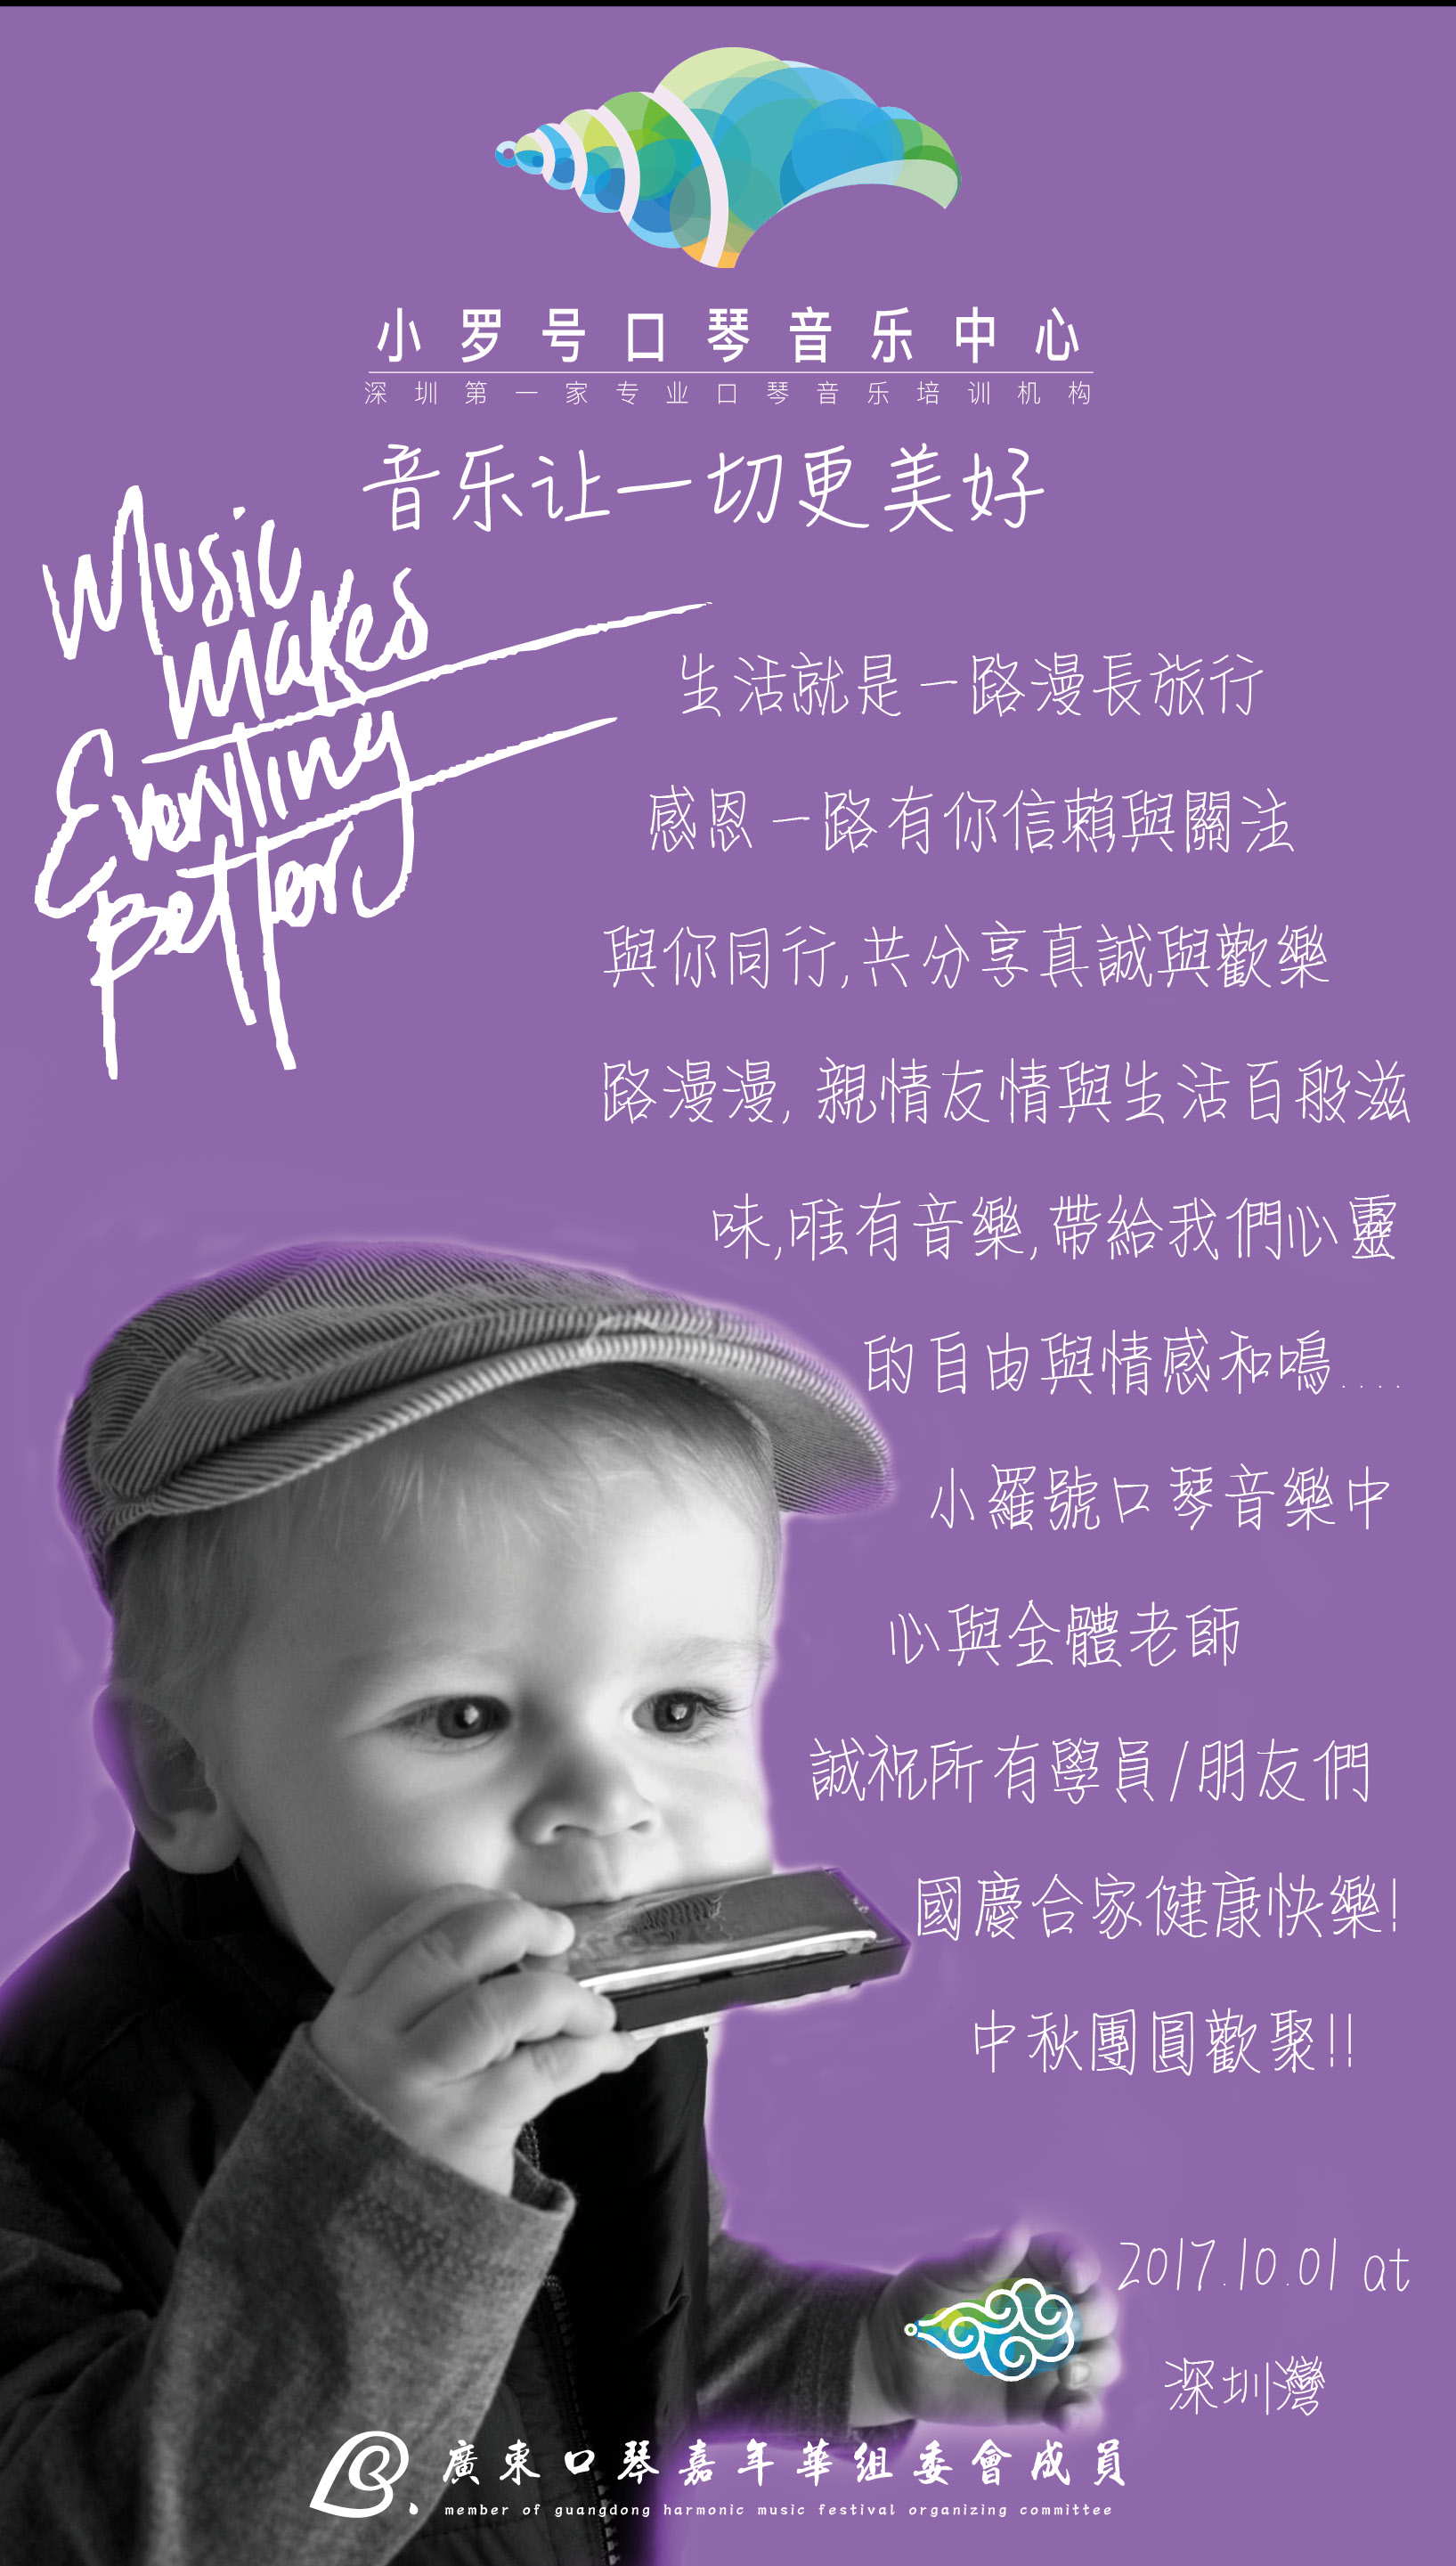 小罗号口琴音乐中心
深圳第一家专业口琴音乐培训机构
音乐让一切更美好
Music
Makes
Everyting
Better
生活就是一路漫長旅行
感恩一路有你信賴與關注
與你同行,共分享真誠與歡樂
路漫漫, 親情友情與生活百般滋
味,唯有音樂,帶給我們心靈
的自由與情感和鳴....
小羅號口琴音樂中
心與全體老師
誠祝所有學員/朋友們
國慶合家健康快樂!
中秋團圓歡聚!!
2017.10.01 at
深圳灣
B.
廣東口琴嘉年華組委會成員
member of guangdong harmonic music festival organizing committee